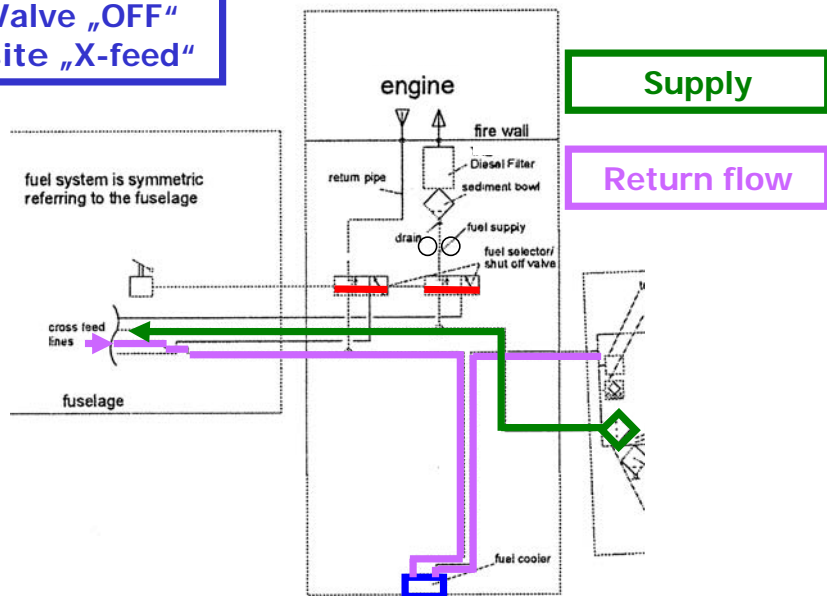 Valve „OFF“
site „X-feed“
Supply
Return flow
engine
fire wall
fuel system is symmetric
referring to the fuselage
return pipe
Diesel Filter
sediment bowl
drain
fuel supply
fuel selector/
shut off valve
cross feed
lines
fuselage
fuel cooler